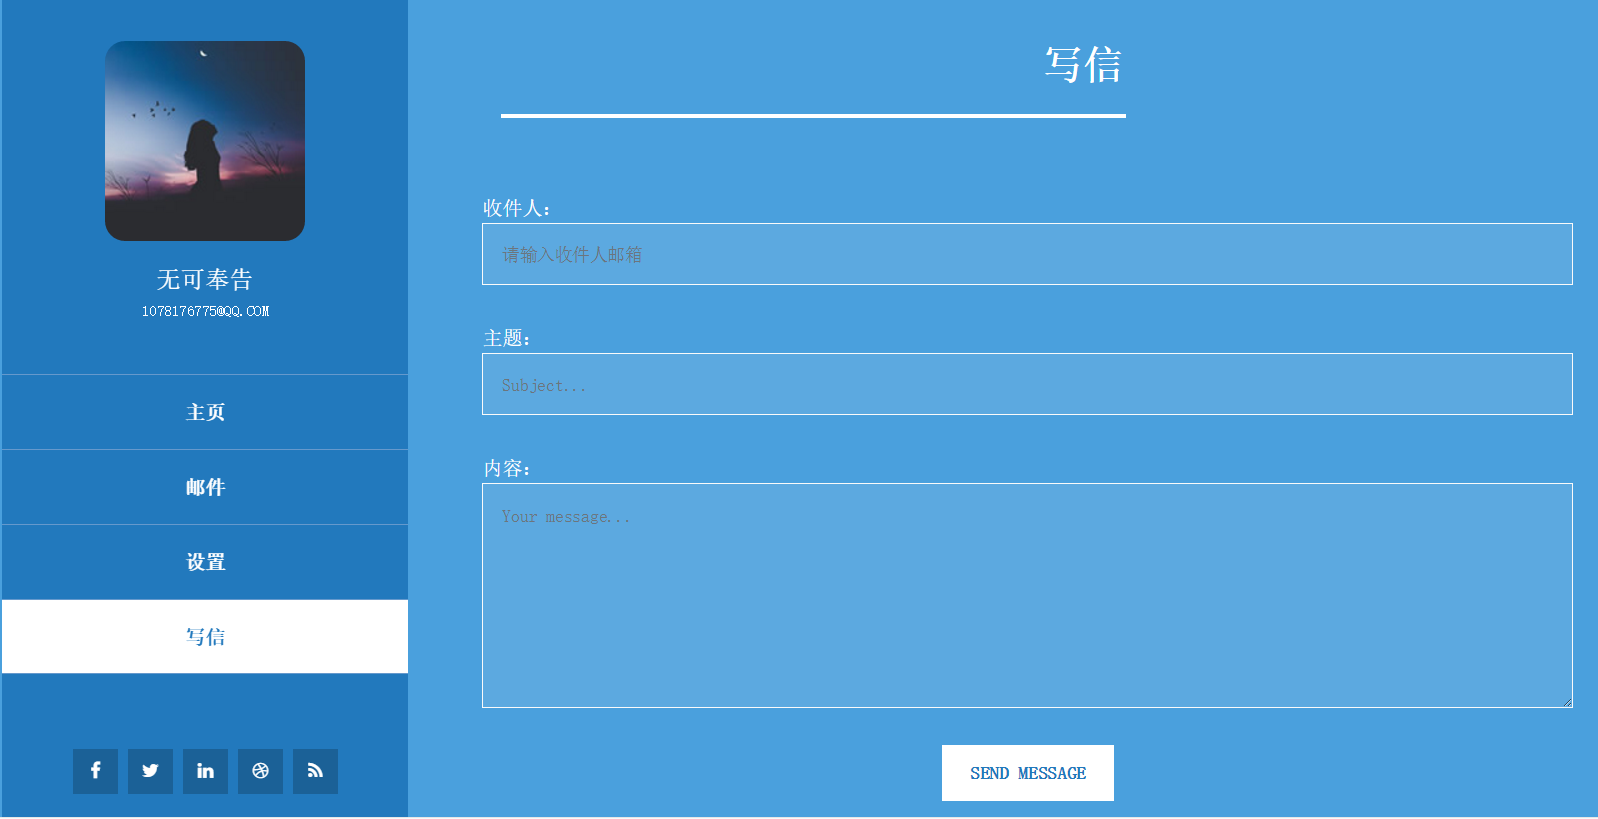 无可奉告
1078176775@QQ.COM
主页
邮件
设置
写信
写信
收件人：
请输入收件人邮箱
主题：
Subject...
内容：
Your message...
SEND MESSAGE